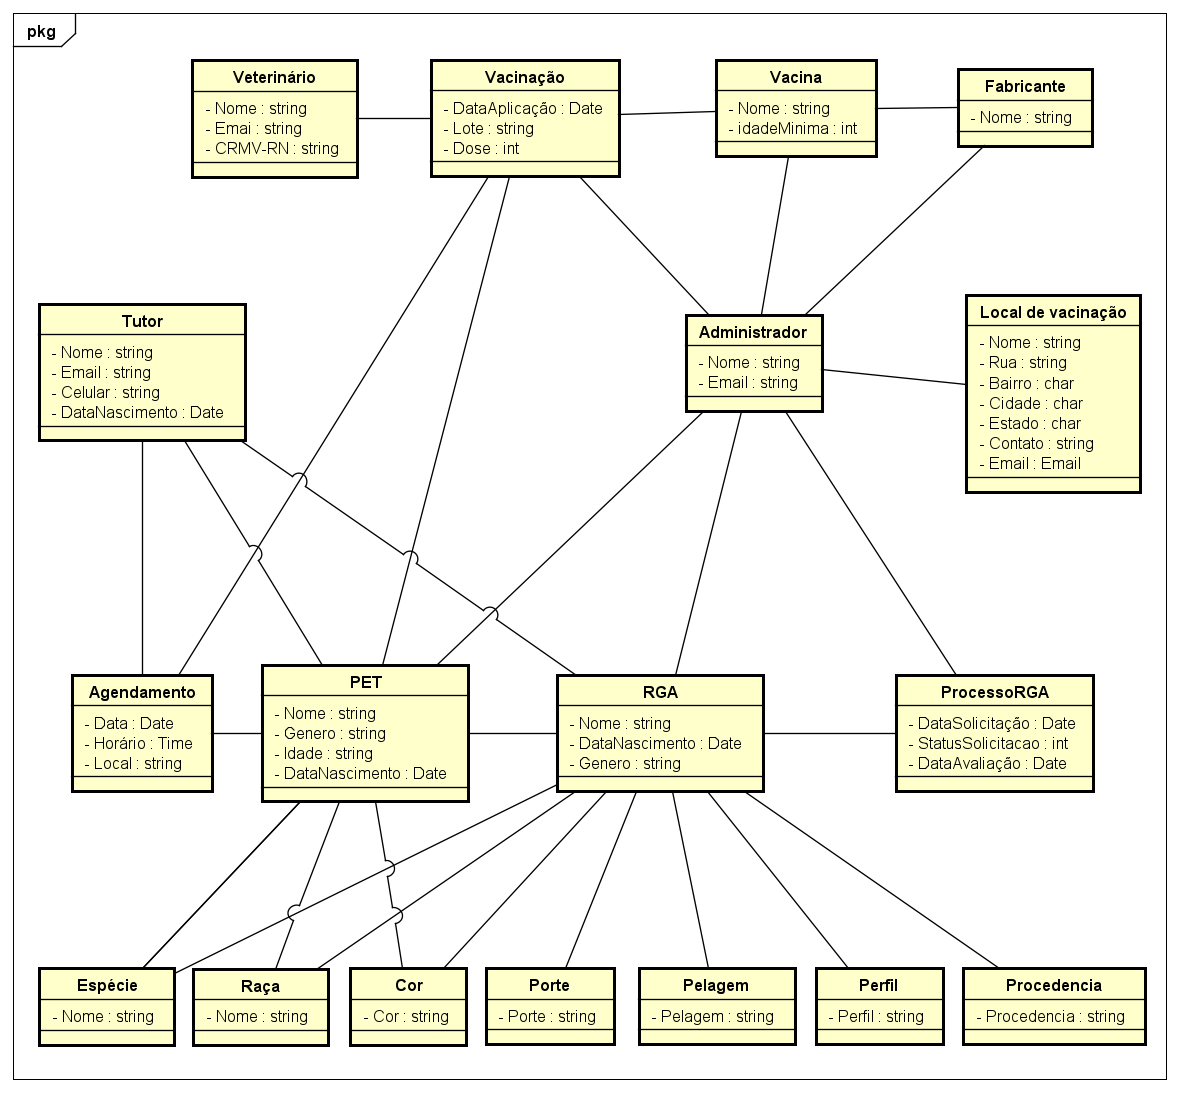 pkg
Veterinário
- Nome : string
- Emai : string
- CRMV-RN : string
Vacinação
- DataAplicação : Date
- Lote : string
- Dose : int
Vacina
- Nome : string
- idadeMinima : int
Fabricante
- Nome : string
Tutor
- Nome : string
- Email : string
- Celular : string
- DataNascimento : Date
Administrador
- Nome : string
- Email : string
Local de vacinação
- Nome : string
- Rua : string
- Bairro : char
- Cidade : char
- Estado : char
- Contato : string
- Email : Email
Agendamento
- Data : Date
- Horário : Time
- Local : string
PET
- Nome : string
- Genero : string
- Idade : string
- DataNascimento : Date
RGA
- Nome : string
- DataNascimento : Date
- Genero : string
ProcessoRGA
- DataSolicitação : Date
- StatusSolicitacao : int
- DataAvaliação : Date
Espécie
- Nome : string
Raça
- Nome : string
Cor
- Cor : string
Porte
- Porte : string
Pelagem
- Pelagem : string
Perfil
- Perfil : string
Procedencia
- Procedencia : string